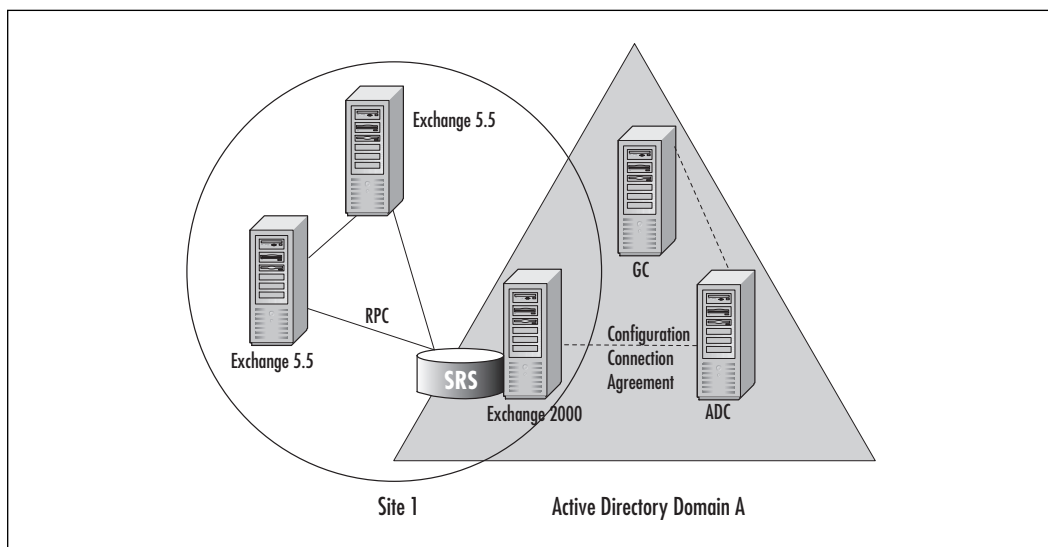 Exchange 5.5
GC
RPC
Exchange 5.5
SRS
Exchange 2000
Configuration
Connection
Agreement
ADC
Site 1
Active Directory Domain A